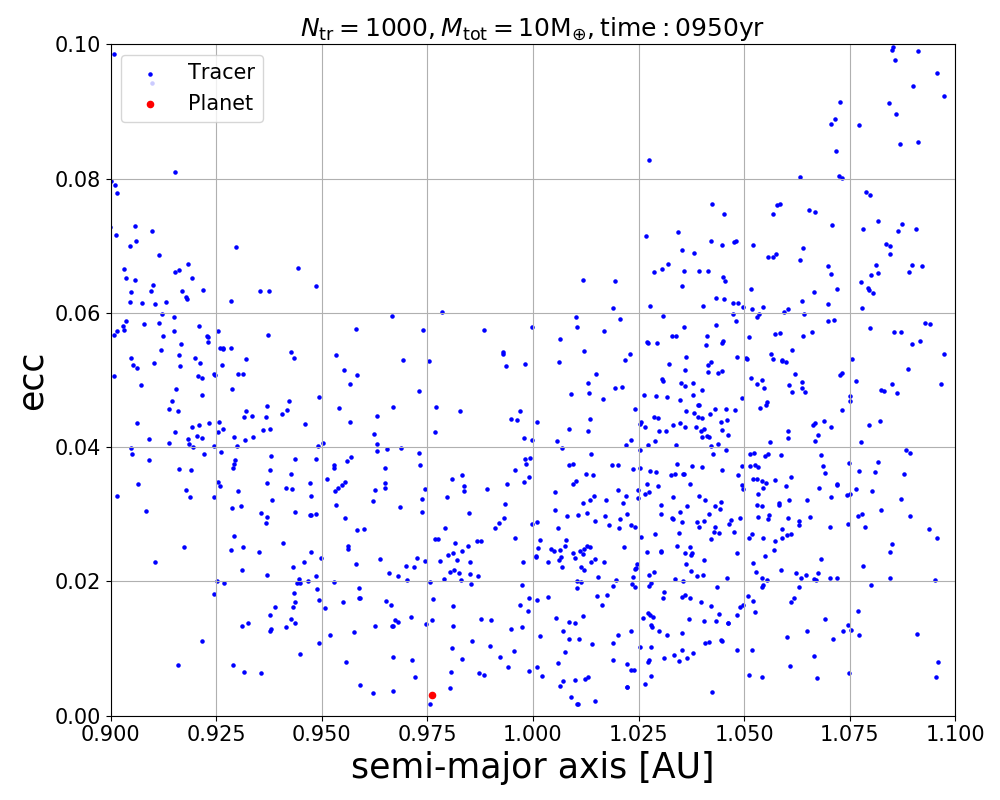 N_tr = 1000, M_tot = 10M_⊕, time : 0950yr
0.10
Tracer
Planet
0.08
0.06
ecc
0.04
0.02
0.00
0.900 0.925 0.950 0.975 1.000 1.025 1.050 1.075 1.100
semi-major axis [AU]